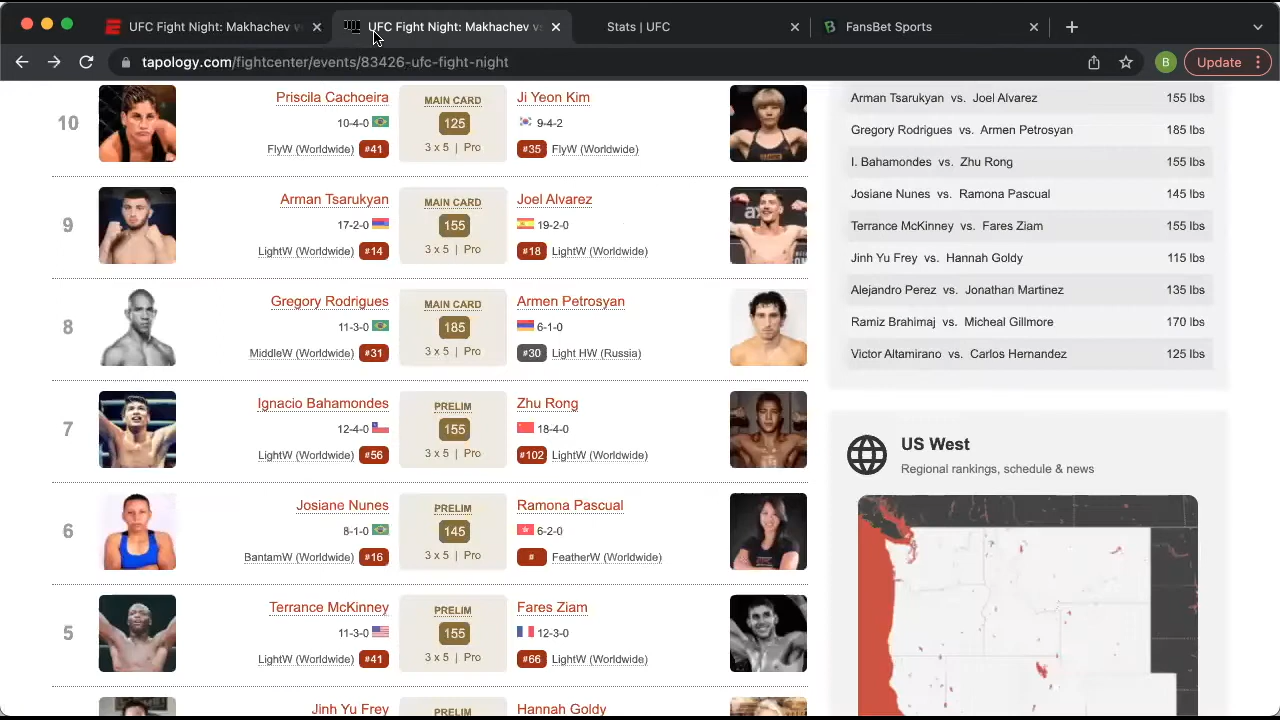 UFC Fight Night: Makhachev v
UFC Fight Night: Makhachev vs
Stats | UFC
FansBet Sports
tapology.com/fightcenter/events/83426-ufc-fight-night
B
Update
10
Priscila Cachoeira
10-4-0
FlyW (Worldwide) #41
MAIN CARD
125
3 x 5 | Pro
Ji Yeon Kim
9-4-2
#35 FlyW (Worldwide)
9
Arman Tsarukyan
17-2-0
LightW (Worldwide) #14
MAIN CARD
155
3 x 5 | Pro
Joel Alvarez
19-2-0
#18 LightW (Worldwide)
8
Gregory Rodrigues
11-3-0
MiddleW (Worldwide) #31
MAIN CARD
185
3 x 5 | Pro
Armen Petrosyan
6-1-0
#30 Light HW (Russia)
7
Ignacio Bahamondes
12-4-0
LightW (Worldwide) #56
PRELIM
155
3 x 5 | Pro
Zhu Rong
18-4-0
#102 LightW (Worldwide)
6
Josiane Nunes
8-1-0
BantamW (Worldwide) #16
PRELIM
145
3 x 5 | Pro
Ramona Pascual
6-2-0
# FeatherW (Worldwide)
5
Terrance McKinney
11-3-0
LightW (Worldwide) #41
PRELIM
155
3 x 5 | Pro
Fares Ziam
12-3-0
#66 LightW (Worldwide)
Jinh Yu Frey
PRELIM
Hannah Goldy
Arman Tsarukyan vs. Joel Alvarez 155 lbs
Gregory Rodrigues vs. Armen Petrosyan 185 lbs
I. Bahamondes vs. Zhu Rong 155 lbs
Josiane Nunes vs. Ramona Pascual 145 lbs
Terrance McKinney vs. Fares Ziam 155 lbs
Jinh Yu Frey vs. Hannah Goldy 115 lbs
Alejandro Perez vs. Jonathan Martinez 135 lbs
Ramiz Brahimaj vs. Micheal Gillmore 170 lbs
Victor Altamirano vs. Carlos Hernandez 125 lbs
US West
Regional rankings, schedule & news